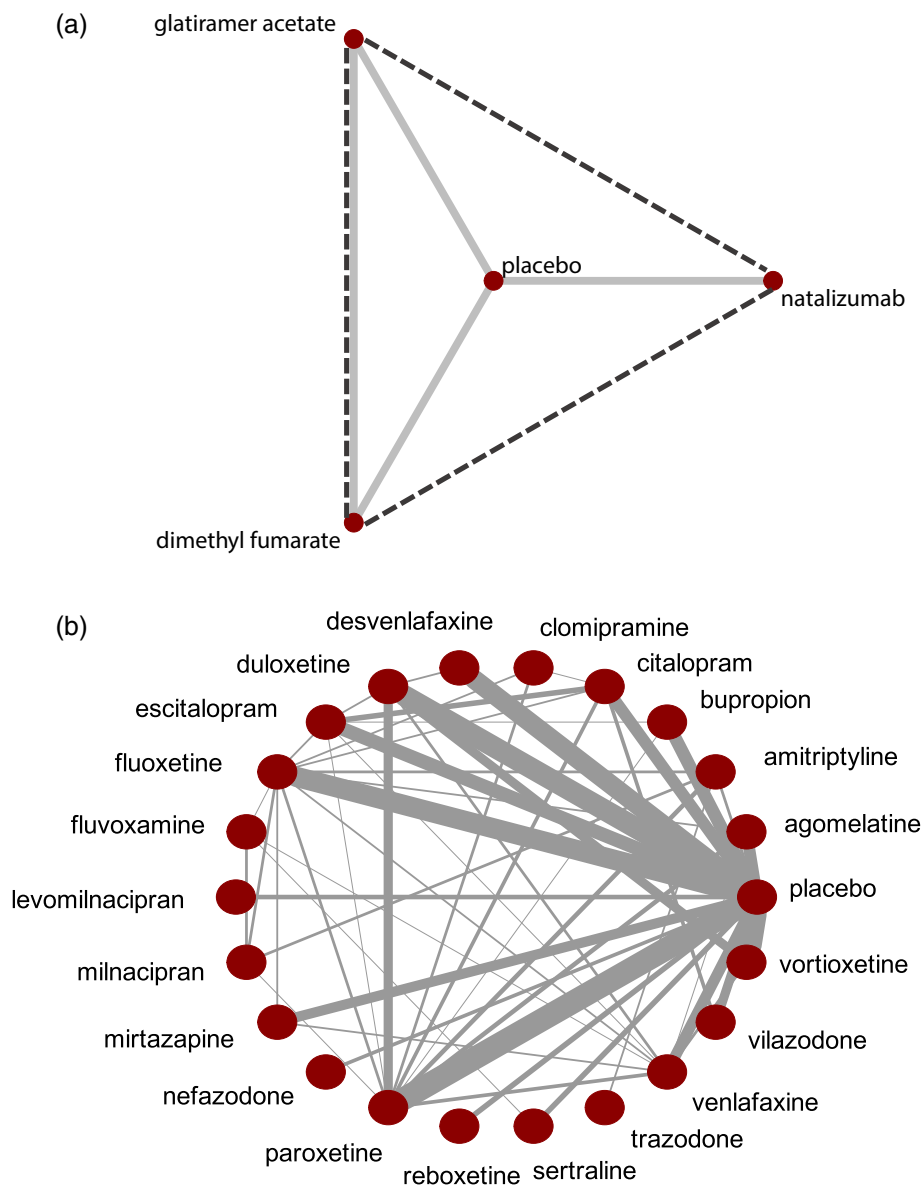 (a)
glatiramer acetate
placebo
natalizumab
dimethyl fumarate
(b)
desvenlafaxine
clomipramine
duloxetine
citalopram
escitalopram
bupropion
fluoxetine
amitriptyline
fluvoxamine
agomelatine
levomilnacipran
placebo
milnacipran
vortioxetine
mirtazapine
vilazodone
nefazodone
venlafaxine
paroxetine
trazodone
reboxetine
sertraline